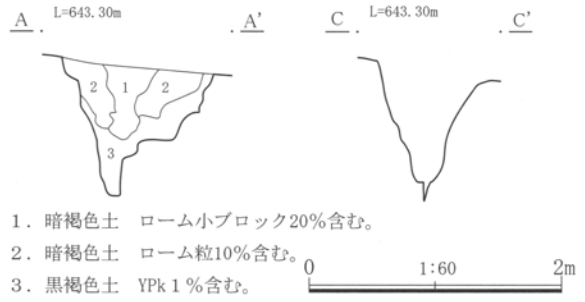 A . L=643.30m . A'
C . L=643.30m . C'
2 1 2
3
1．暗褐色土　ローム小ブロック20%含む。
2．暗褐色土　ローム粒10%含む。
3．黒褐色土　YPk１%含む。
0 1:60 2m